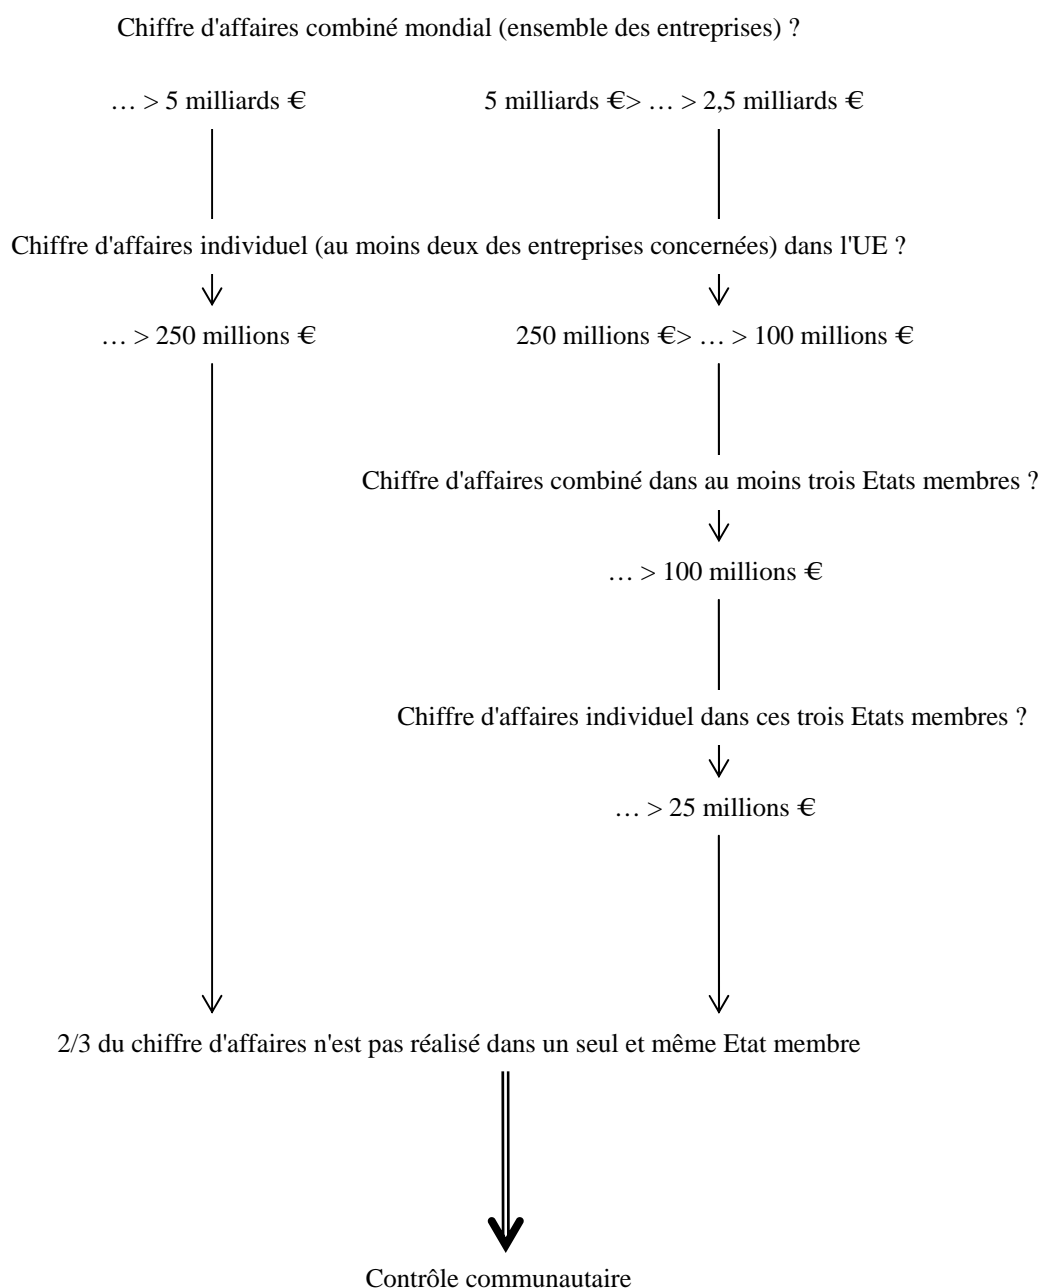 Chiffre d'affaires combiné mondial (ensemble des entreprises) ?
… > 5 milliards €
5 milliards €> … > 2,5 milliards €
Chiffre d'affaires individuel (au moins deux des entreprises concernées) dans l'UE ?
… > 250 millions €
250 millions €> … > 100 millions €
Chiffre d'affaires combiné dans au moins trois Etats membres ?
… > 100 millions €
Chiffre d'affaires individuel dans ces trois Etats membres ?
… > 25 millions €
2/3 du chiffre d'affaires n'est pas réalisé dans un seul et même Etat membre
Contrôle communautaire